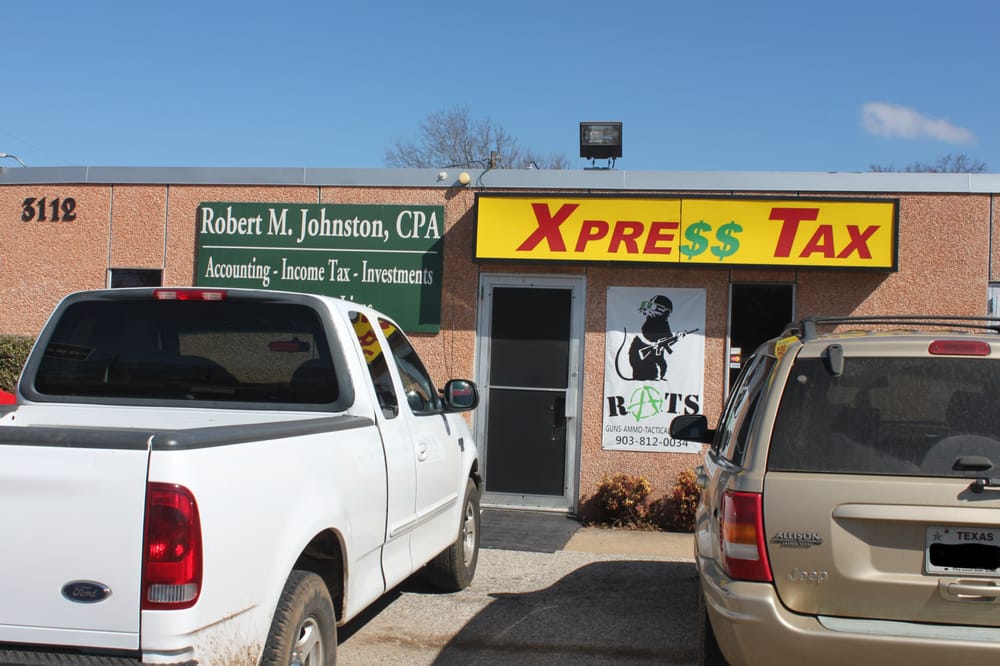 3112
Robert M. Johnston, CPA
Accounting - Income Tax - Investments
XPRE$$ TAX
RATS
GUNS-AMMO-TACTICAL
903-812-0034
Ford
ALLISON
Jeep
TEXAS